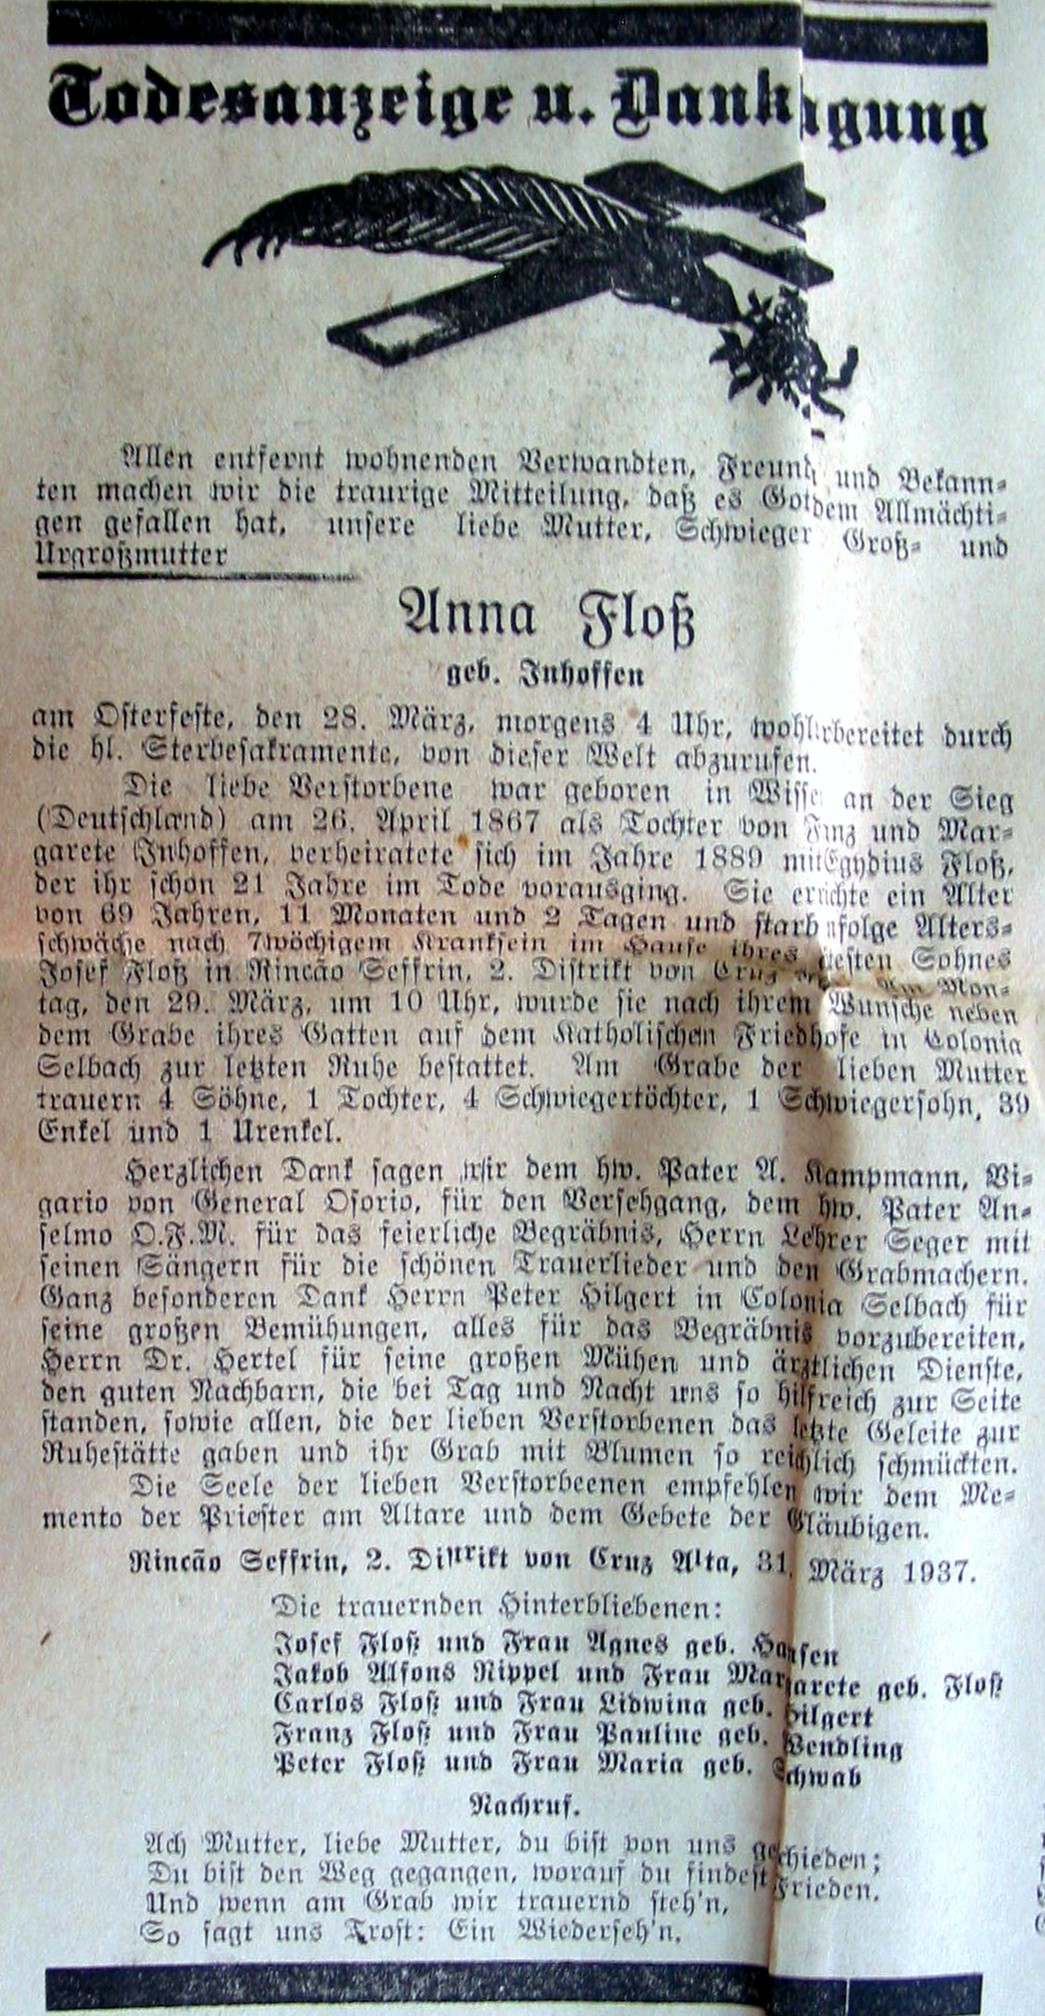 Todesanzeige u. Dank agung
Allen entfernt wohnenden Verwandten, Freund und Bekann-
ten machen wir die traurige Mitteilung, daß es Got dem Allmächti-
gen gefallen hat, unsere liebe Mutter, Schwieger Groß- und
Urgroßmutter
Anna Floß
geb. Inhoffen
am Osterfeste, den 28. März, morgens 4 Uhr, wohl rbereitet durch
die hl. Sterbesakramente, von dieser Welt abzurufen.
Die liebe Verstorbene war geboren in Wisse an der Sieg
(Deutschland) am 26. April 1867 als Tochter von und Mar-
garete Inhoffen, verheiratete sich im Jahre 1889 mit Egydius Floß,
der ihr schon 21 Jahre im Tode vorausging. Sie er ichte ein Alter
von 69 Jahren, 11 Monaten und 2 Tagen und starb nfolge Alters-
schwäche nach 7wöchigem Kranksein im Hause ihres testen Sohnes
Josef Floß in Rincão Seffrin, 2. Distrikt von Cruz Am Mon-
tag, den 29. März, um 10 Uhr, wurde sie nach ihrem Wunsche neben
dem Grabe ihres Gatten auf dem Katholischen Friedhofe in Colonia
Selbach zur letzten Ruhe bestattet. Am Grabe der lieben Mutter
trauern 4 Söhne, 1 Tochter, 4 Schwiegertöchter, 1 Schwiegersohn, 39
Enkel und 1 Urenkel.
Herzlichen Dank sagen wir dem hw. Pater A. Kampmann, Vi-
gario von General Osorio, für den Versehgang, dem hw. Pater An-
selmo O.F.M. für das feierliche Begräbnis, Herrn Lehrer Seger mit
seinen Sängern für die schönen Trauerlieder und den Grabmachern.
Ganz besonderen Dank Herrn Peter Hilgert in Colonia Selbach für
seine großen Bemühungen, alles für das Begräbnis vorzubereiten,
Herrn Dr. Hertel für seine großen Mühen und ärztlichen Dienste,
den guten Nachbarn, die bei Tag und Nacht uns so hilfreich zur Seite
standen, sowie allen, die der lieben Verstorbenen das letzte Geleite zur
Ruhestätte gaben und ihr Grab mit Blumen so reichlich schmückten.
Die Seele der lieben Verstorbeenen empfehlen wir dem Me-
mento der Priester am Altare und dem Gebete der Gläubigen.
Rincão Seffrin, 2. Distrikt von Cruz Alta, 31. März 1937.
Die trauernden Hinterbliebenen:
Josef Floß und Frau Agnes geb. Hansen
Jakob Alfons Nippel und Frau Margarete geb. Floß
Carlos Floß und Frau Lidwina geb. Hilgert
Franz Floß und Frau Pauline geb. Wendling
Peter Floß und Frau Maria geb. Schwab
Nachruf.
Ach Mutter, liebe Mutter, du bist von uns geschieden;
Du bist den Weg gegangen, worauf du findest Frieden.
Und wenn am Grab wir trauernd steh'n,
So sagt uns Trost: Ein Wiederseh'n.